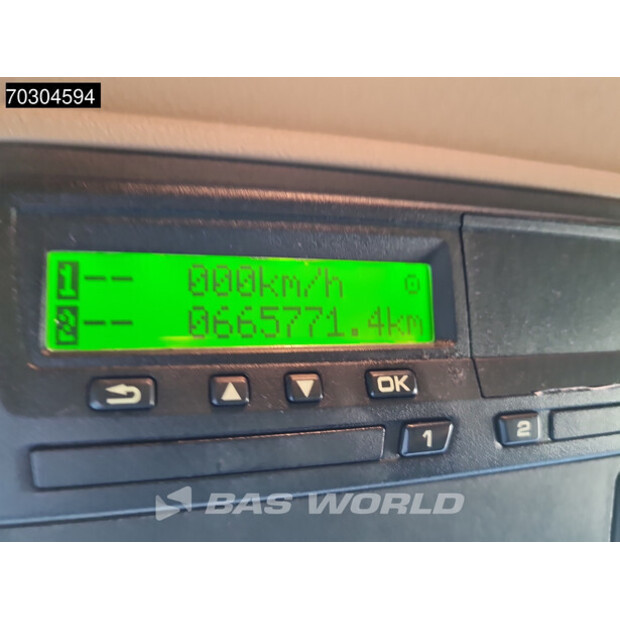 70304594
1-- 000km/h o
2-- 0665771.4km
OK
1 2
BAS WORLD